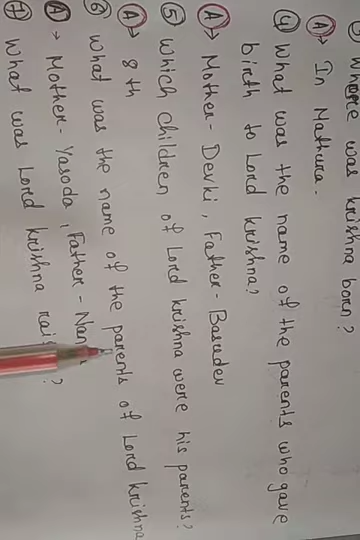 ③ Where was krishna born?
Ⓐ→ In Mathura.
④ What was the name of the parents who gave
birth to Lord krishna?
Ⓐ→ Mother - Devki, Father - Basudev
⑤ Which children of Lord krishna were his parents?
Ⓐ→ 8 th
⑥ What was the name of the parents of Lord krishna
Ⓐ→ Mother - Yasoda, Father -
⑦ What was Lord krishna ?